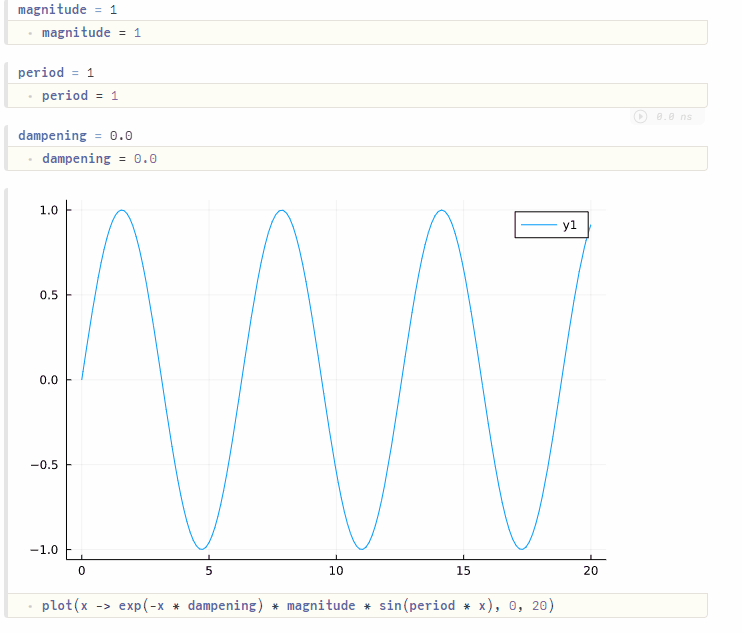 magnitude = 1
magnitude = 1
period = 1
period = 1
0.0 ns
dampening = 0.0
dampening = 0.0
1.0
y1
0.5
0.0
−0.5
−1.0
0 5 10 15 20
plot(x -> exp(-x * dampening) * magnitude * sin(period * x), 0, 20)